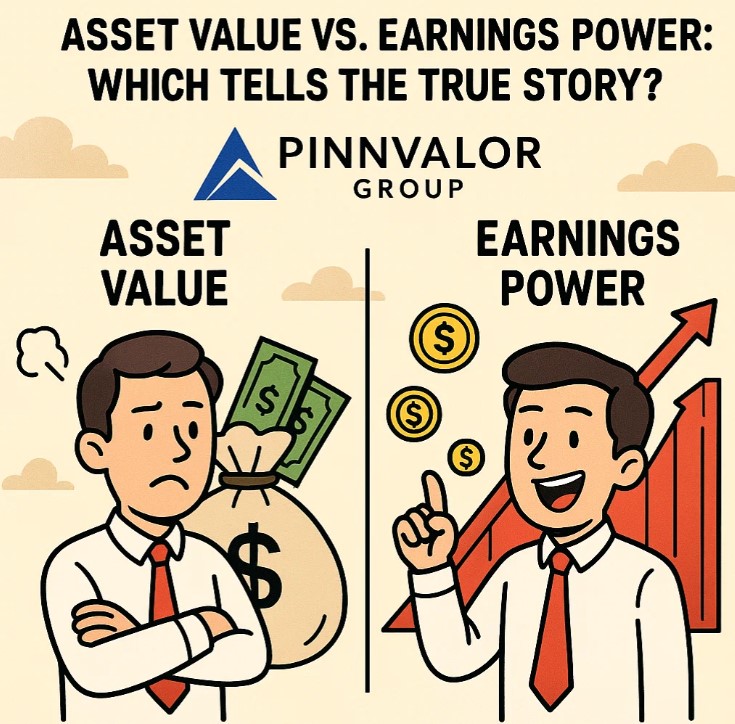 ASSET VALUE VS. EARNINGS POWER:
WHICH TELLS THE TRUE STORY?
PINNVALOR
GROUP
ASSET
VALUE
EARNINGS
POWER
$
$
$
$
$
$